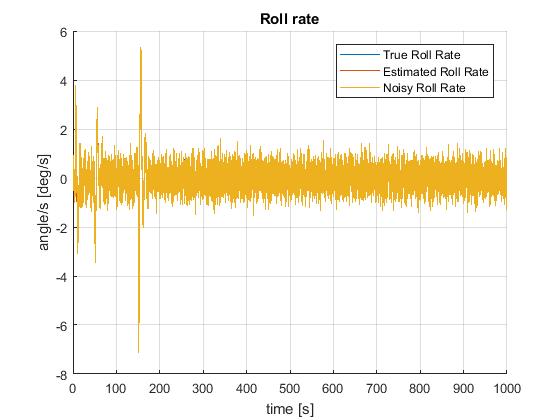 Roll rate
True Roll Rate
Estimated Roll Rate
Noisy Roll Rate
6
4
2
0
-2
-4
-6
-8
angle/s [deg/s]
0 100 200 300 400 500 600 700 800 900 1000
time [s]